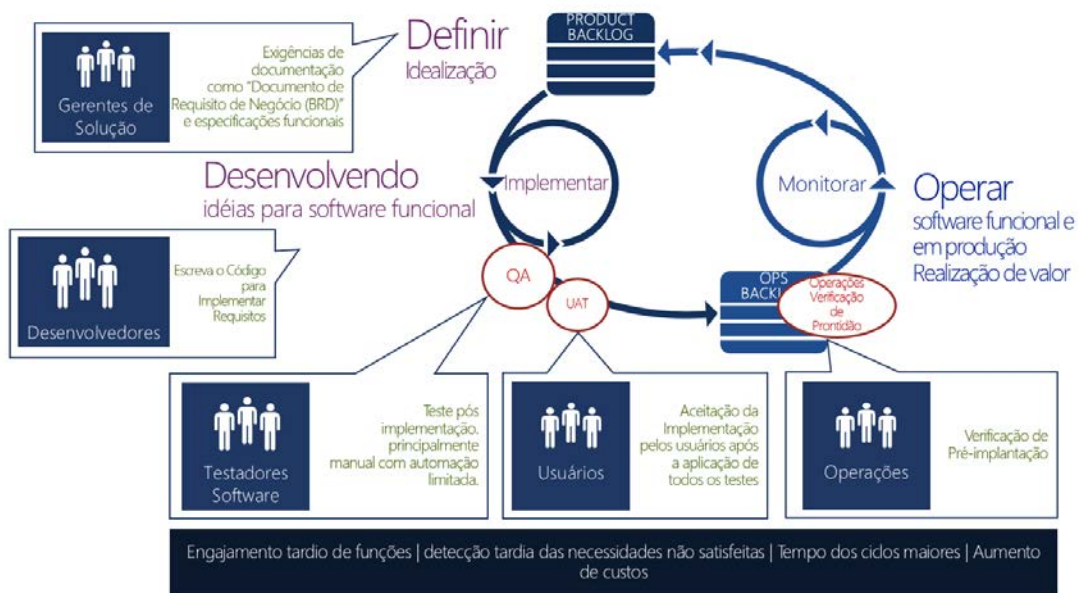 PRODUCT
BACKLOG
Definir
Idealização
Exigências de
documentação
como “Documento de
Requisito de Negócio (BRD)”
e especificações funcionais
Gerentes de
Solução
Desenvolvendo
idéias para software funcional
Implementar
Monitorar
Operar
software funcional e
em produção
Realização de valor
Escreva o Código
para
Implementar
Requisitos
Desenvolvedores
QA
UAT
OPS
Operações
Verificação
de
Prontidão
Teste pós
implementação.
principalmente
manual com automação
limitada.
Testadores
Software
Aceitação da
Implementação
pelos usuários após
a aplicação de
todos os testes
Usuários
Verificação de
Pré-implantação
Operações
Engajamento tardio de funções | detecção tardia das necessidades não satisfeitas | Tempo dos ciclos maiores | Aumento
de custos